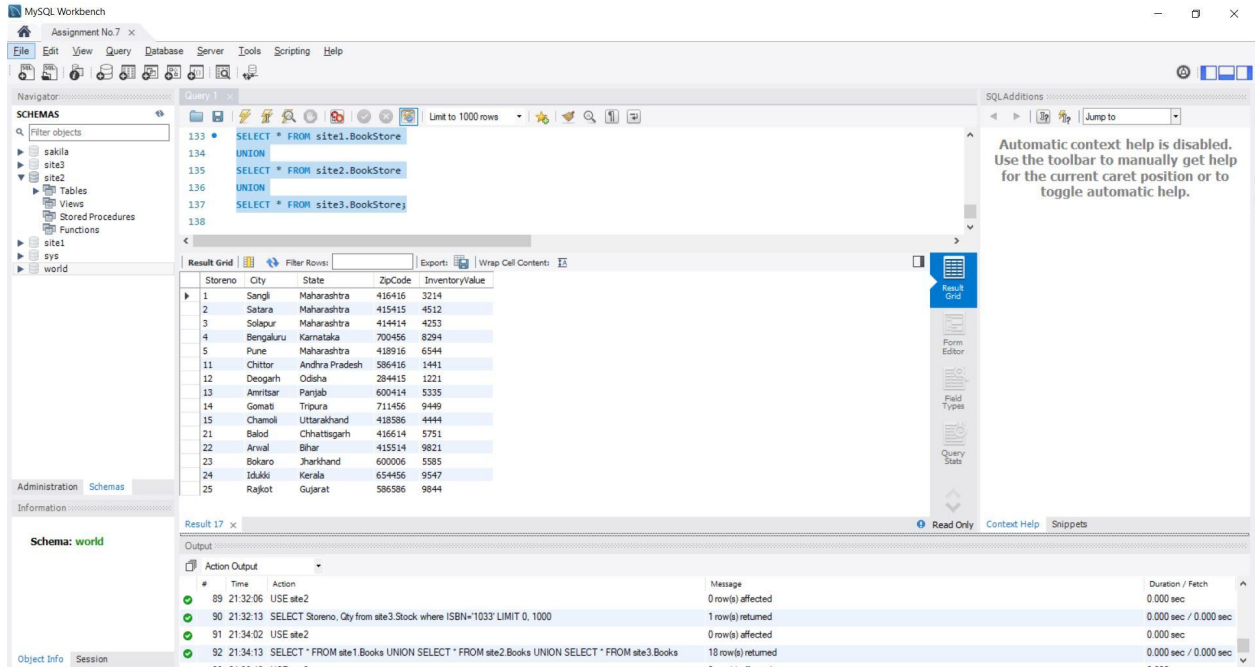 MySQL Workbench
Assignment No.7 ×
File Edit View Query Database Server Tools Scripting Help
Navigator
SCHEMAS
Filter objects
sakila
site3
site2
Tables
Views
Stored Procedures
Functions
site1
sys
world
Administration Schemas
Information
Schema: world
Object Info Session
Query 1 ×
Limit to 1000 rows
133 SELECT * FROM site1.BookStore
134 UNION
135 SELECT * FROM site2.BookStore
136 UNION
137 SELECT * FROM site3.BookStore;
138
Result Grid Filter Rows: Export: Wrap Cell Content:
Storeno City State ZipCode InventoryValue
1 Sangli Maharashtra 416416 3214
2 Satara Maharashtra 415415 4512
3 Solapur Maharashtra 414414 4253
4 Bengaluru Karnataka 700456 8294
5 Pune Maharashtra 418916 6544
11 Chittor Andhra Pradesh 586416 1441
12 Deogarh Odisha 284415 1221
13 Amritsar Panjab 600414 5335
14 Gomati Tripura 711456 9449
15 Chamoli Uttarakhand 418586 4444
21 Balod Chhattisgarh 416614 5751
22 Arwal Bihar 415514 9821
23 Bokaro Jharkhand 600006 5585
24 Idukki Kerala 654456 9547
25 Rajkot Gujarat 586586 9844
Result Grid
Form Editor
Field Types
Query Stats
Result 17 ×
Read Only
SQLAdditions
Jump to
Automatic context help is disabled.
Use the toolbar to manually get help
for the current caret position or to
toggle automatic help.
Context Help Snippets
Output
Action Output
# Time Action Message Duration / Fetch
89 21:32:06 USE site2 0 row(s) affected 0.000 sec
90 21:32:13 SELECT Storeno, Qty from site3.Stock where ISBN='1033' LIMIT 0, 1000 1 row(s) returned 0.000 sec / 0.000 sec
91 21:34:02 USE site2 0 row(s) affected 0.000 sec
92 21:34:13 SELECT * FROM site1.Books UNION SELECT * FROM site2.Books UNION SELECT * FROM site3.Books 18 row(s) returned 0.000 sec / 0.000 sec